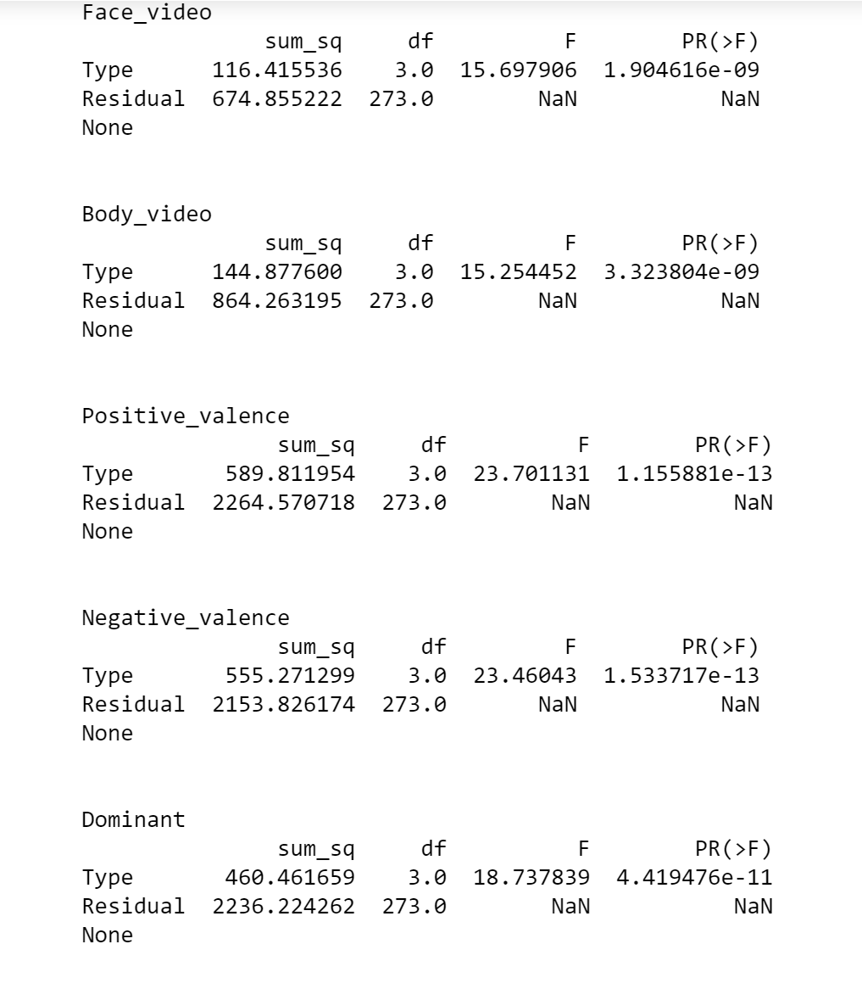 Face_video
sum_sq df F PR(>F)
Type 116.415536 3.0 15.697906 1.904616e-09
Residual 674.855222 273.0 NaN NaN
None
Body_video
sum_sq df F PR(>F)
Type 144.877600 3.0 15.254452 3.323804e-09
Residual 864.263195 273.0 NaN NaN
None
Positive_valence
sum_sq df F PR(>F)
Type 589.811954 3.0 23.701131 1.155881e-13
Residual 2264.570718 273.0 NaN NaN
None
Negative_valence
sum_sq df F PR(>F)
Type 555.271299 3.0 23.46043 1.533717e-13
Residual 2153.826174 273.0 NaN NaN
None
Dominant
sum_sq df F PR(>F)
Type 460.461659 3.0 18.737839 4.419476e-11
Residual 2236.224262 273.0 NaN NaN
None